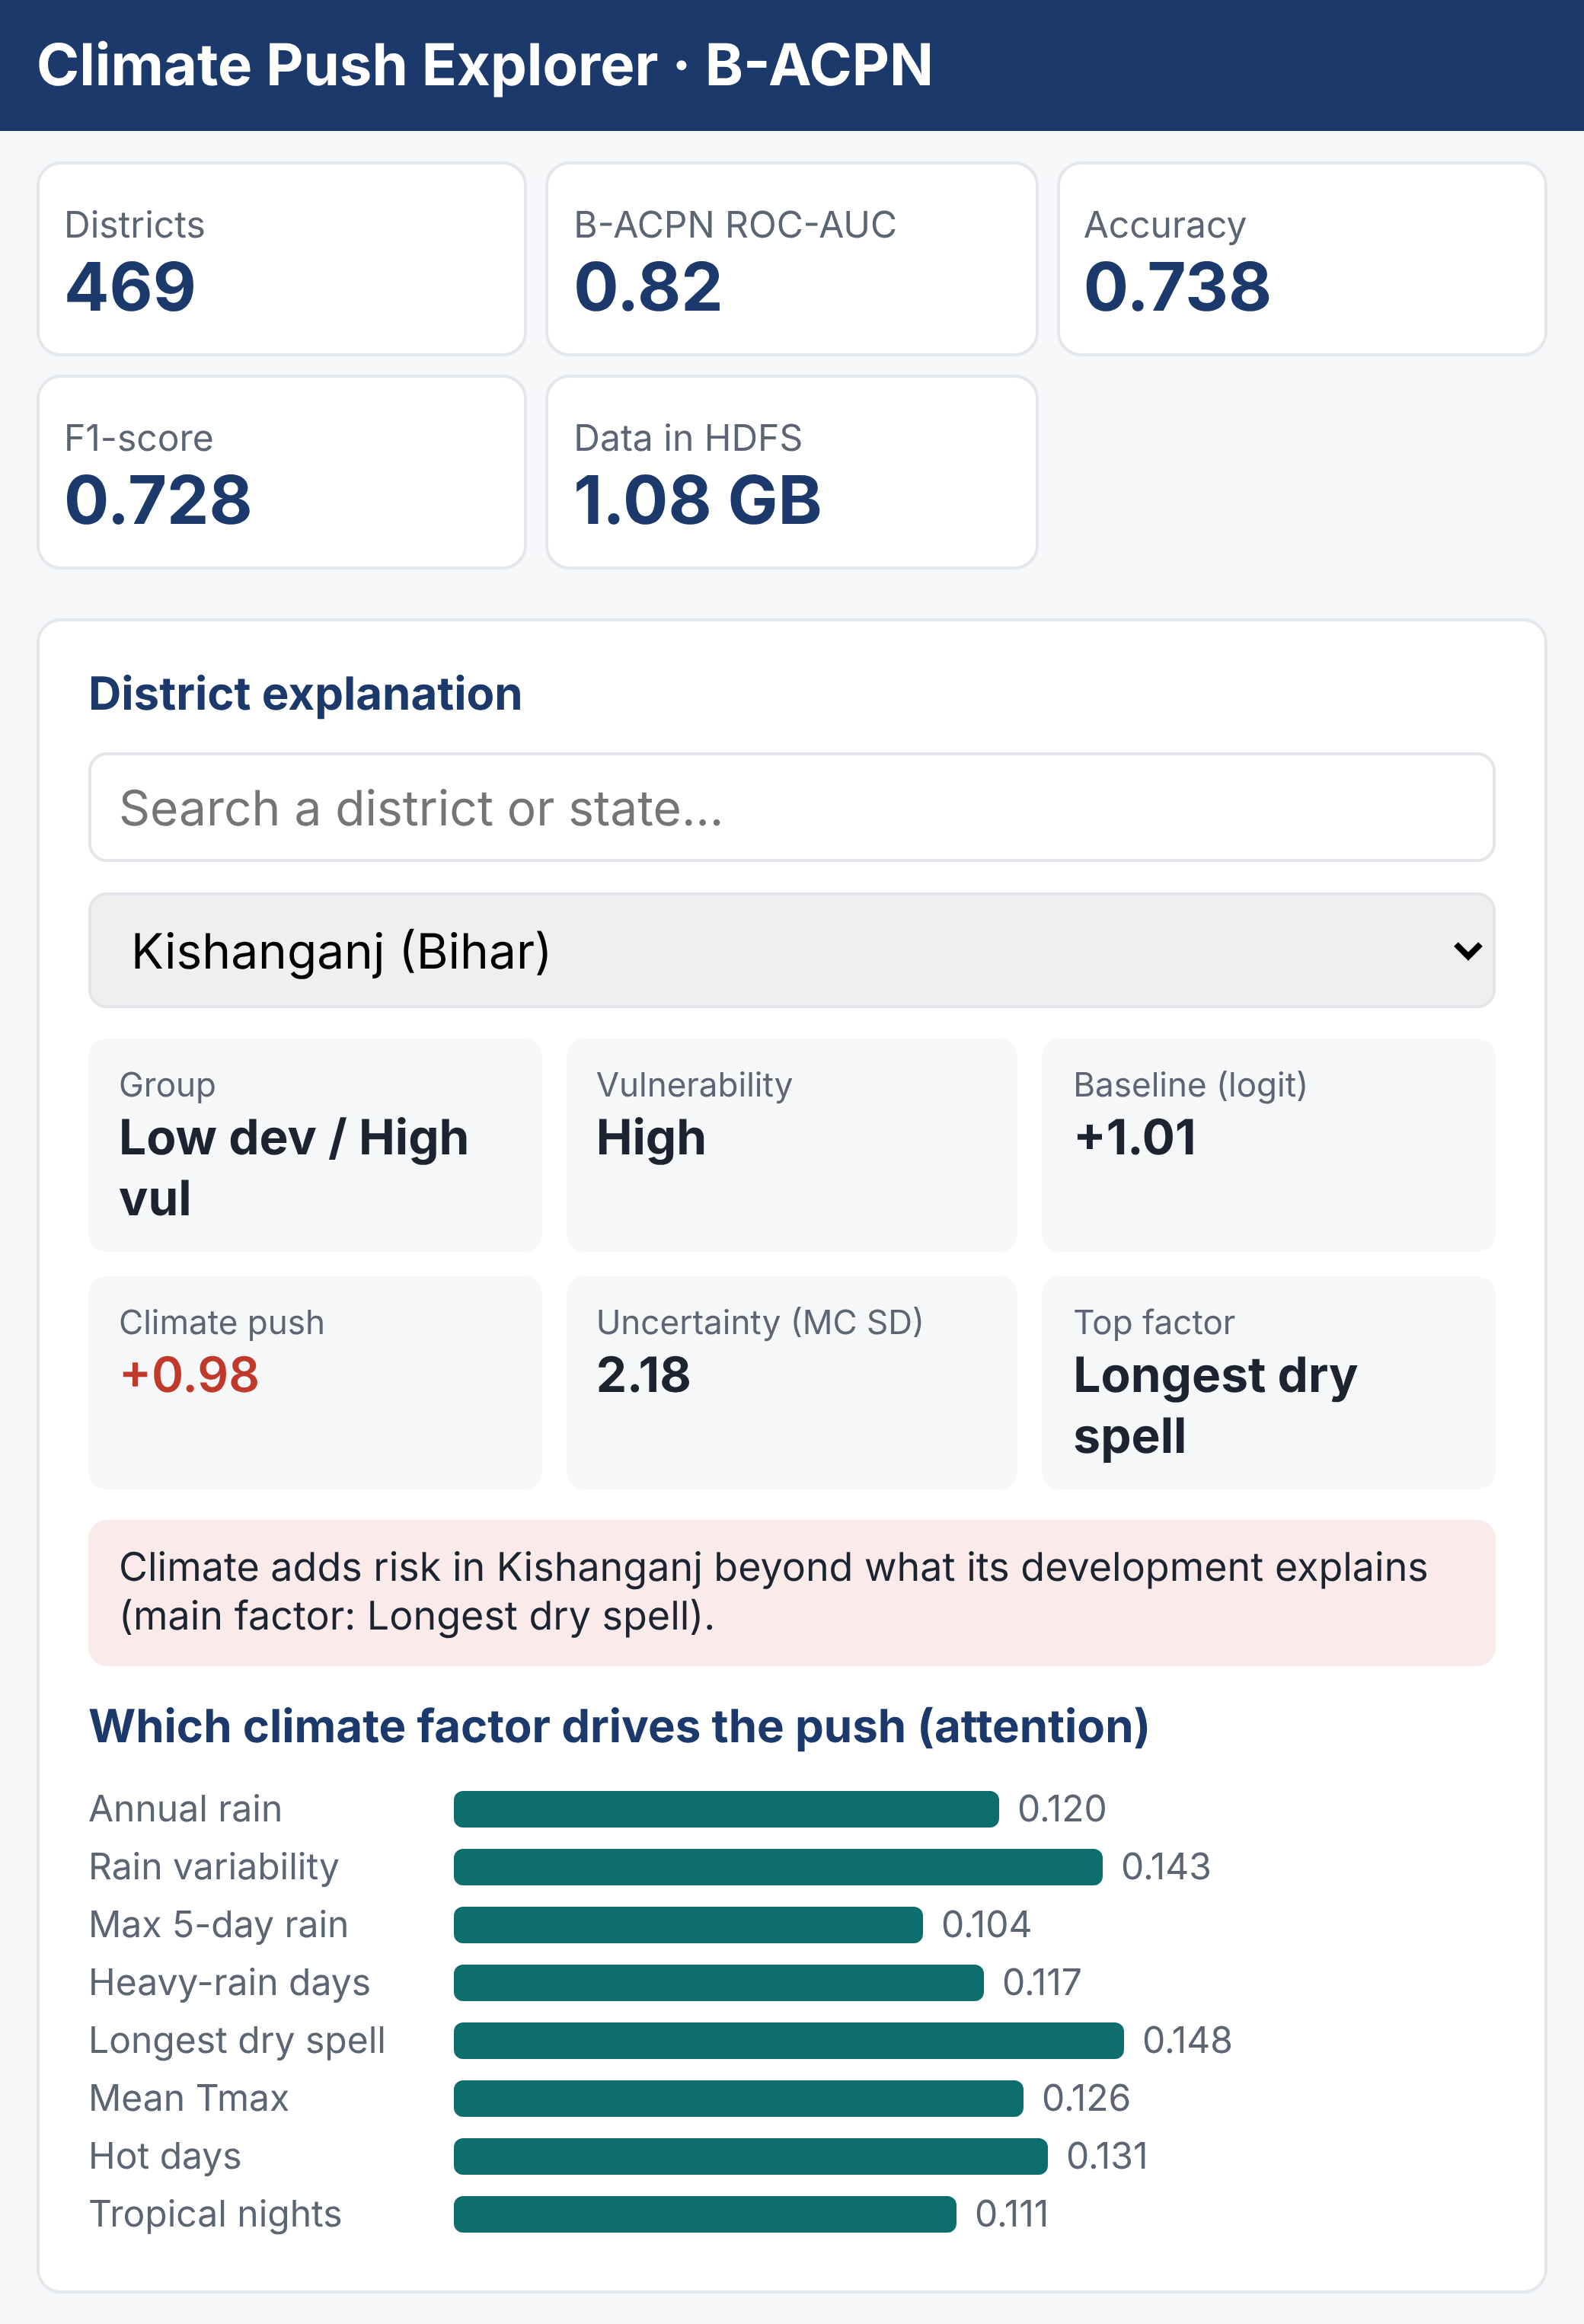 Climate Push Explorer · B-ACPN
Districts
469
B-ACPN ROC-AUC
0.82
Accuracy
0.738
F1-score
0.728
Data in HDFS
1.08 GB
District explanation
Search a district or state...
Kishanganj (Bihar)
Group
Low dev / High
vul
Vulnerability
High
Baseline (logit)
+1.01
Climate push
+0.98
Uncertainty (MC SD)
2.18
Top factor
Longest dry
spell
Climate adds risk in Kishanganj beyond what its development explains
(main factor: Longest dry spell).
Which climate factor drives the push (attention)
Annual rain 0.120
Rain variability 0.143
Max 5-day rain 0.104
Heavy-rain days 0.117
Longest dry spell 0.148
Mean Tmax 0.126
Hot days 0.131
Tropical nights 0.111